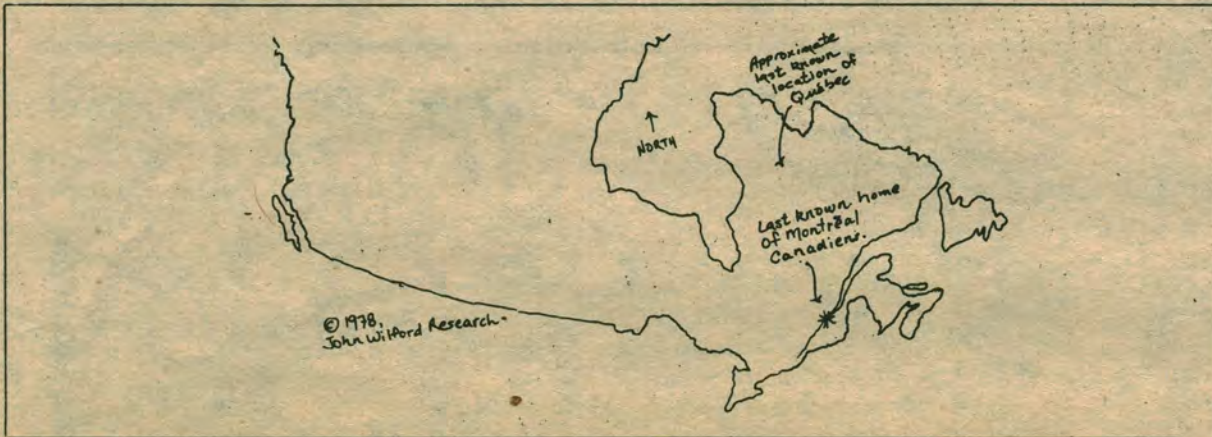 Approximate
last known
location of
Québec
NORTH
Last known home
of Montréal
Canadiens.
© 1978,
John Wilford Research.